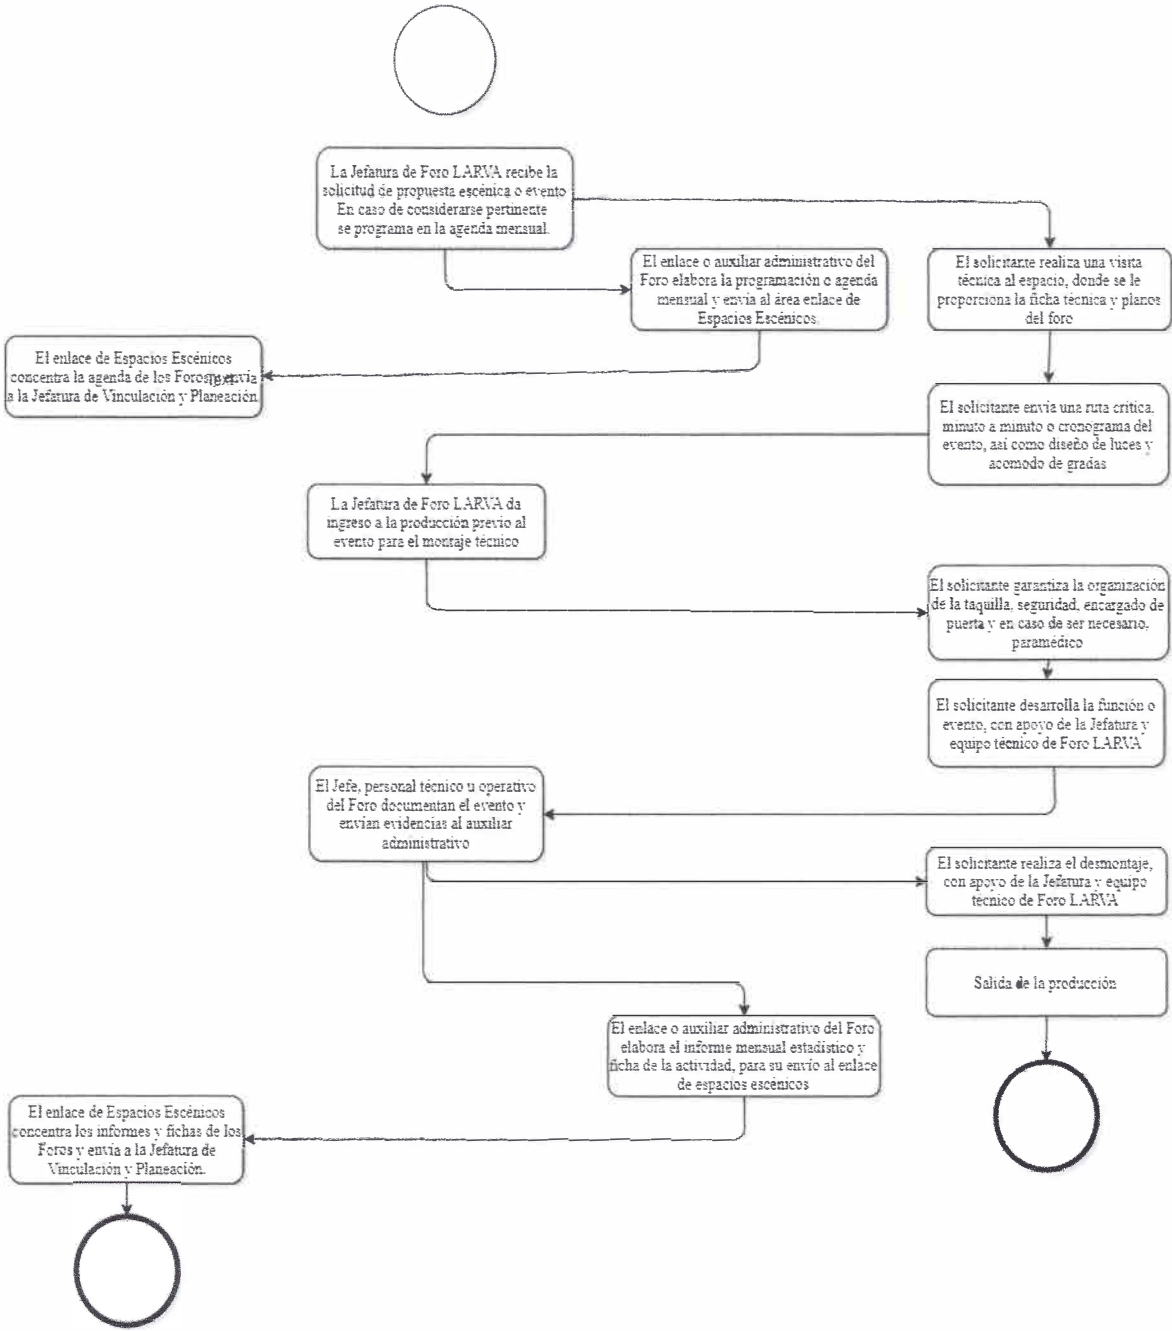 La Jefatura de Foro LARVA recibe la
solicitud de propuesta escénica o evento
En caso de considerarse pertinente
se programa en la agenda mensual.
El enlace o auxiliar administrativo del
Foro elabora la programación o agenda
mensual y envía al área enlace de
Espacios Escénicos.
El solicitante realiza una visita
técnica al espacio, donde se le
proporciona la ficha técnica y planos
del foro
El enlace de Espacios Escénicos
concentra la agenda de los Foros y envía
a la Jefatura de Vinculación y Planeación.
El solicitante envía una ruta crítica,
minuto a minuto o cronograma del
evento, así como diseño de luces y
acomodo de gradas
La Jefatura de Foro LARVA da
ingreso a la producción previo al
evento para el montaje técnico
El solicitante garantiza la organización
de la taquilla, seguridad, encargado de
puerta y en caso de ser necesario,
paramédico
El solicitante desarrolla la función o
evento, con apoyo de la Jefatura y
equipo técnico de Foro LARVA
El Jefe, personal técnico u operativo
del Foro documentan el evento y
envían evidencias al auxiliar
administrativo
El solicitante realiza el desmontaje,
con apoyo de la Jefatura y equipo
técnico de Foro LARVA
Salida de la producción
El enlace o auxiliar administrativo del Foro
elabora el informe mensual estadístico y
ficha de la actividad, para su envío al enlace
de espacios escénicos
El enlace de Espacios Escénicos
concentra los informes y fichas de los
Foros y envía a la Jefatura de
Vinculación y Planeación.